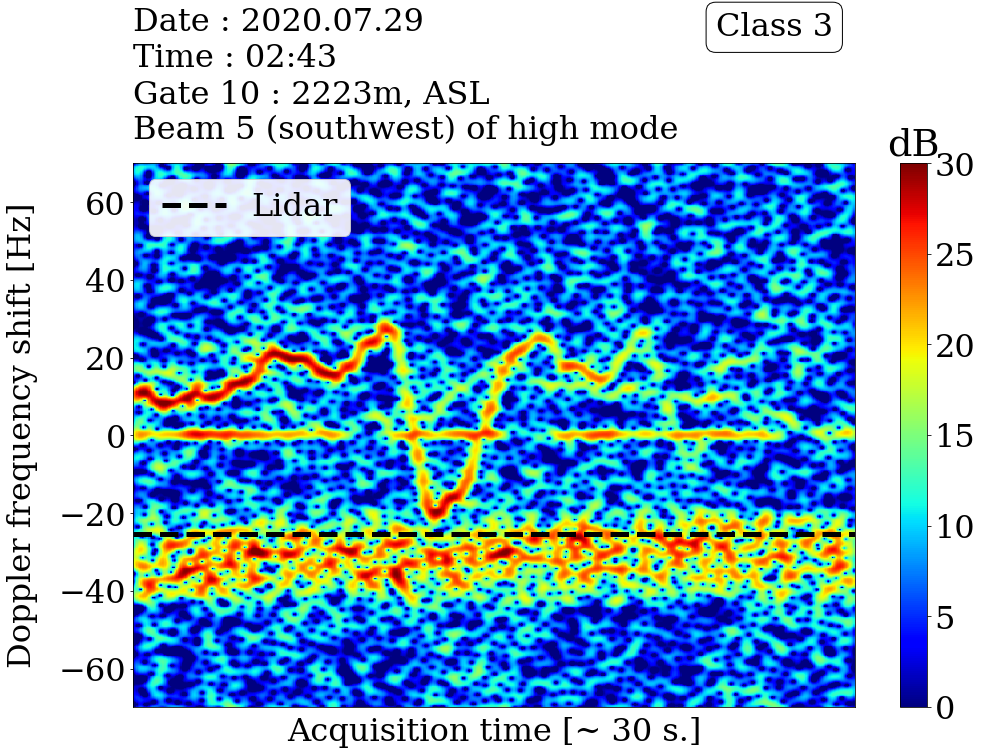 Date : 2020.07.29
Time : 02:43
Gate 10 : 2223m, ASL
Beam 5 (southwest) of high mode
Class 3
dB
Lidar
Doppler frequency shift [Hz]
60
40
20
0
−20
−40
−60
30
25
20
15
10
5
0
Acquisition time [~ 30 s.]